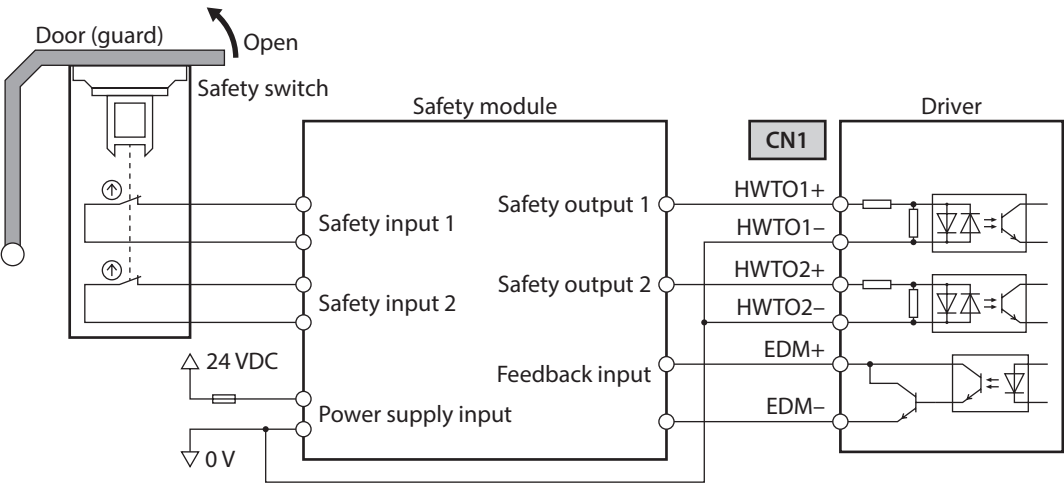 Door (guard)
Open
Safety switch
Safety module
CN1
Driver
Safety input 1
Safety output 1
HWTO1+
HWTO1–
Safety input 2
Safety output 2
HWTO2+
HWTO2–
24 VDC
Feedback input
EDM+
EDM–
Power supply input
0 V